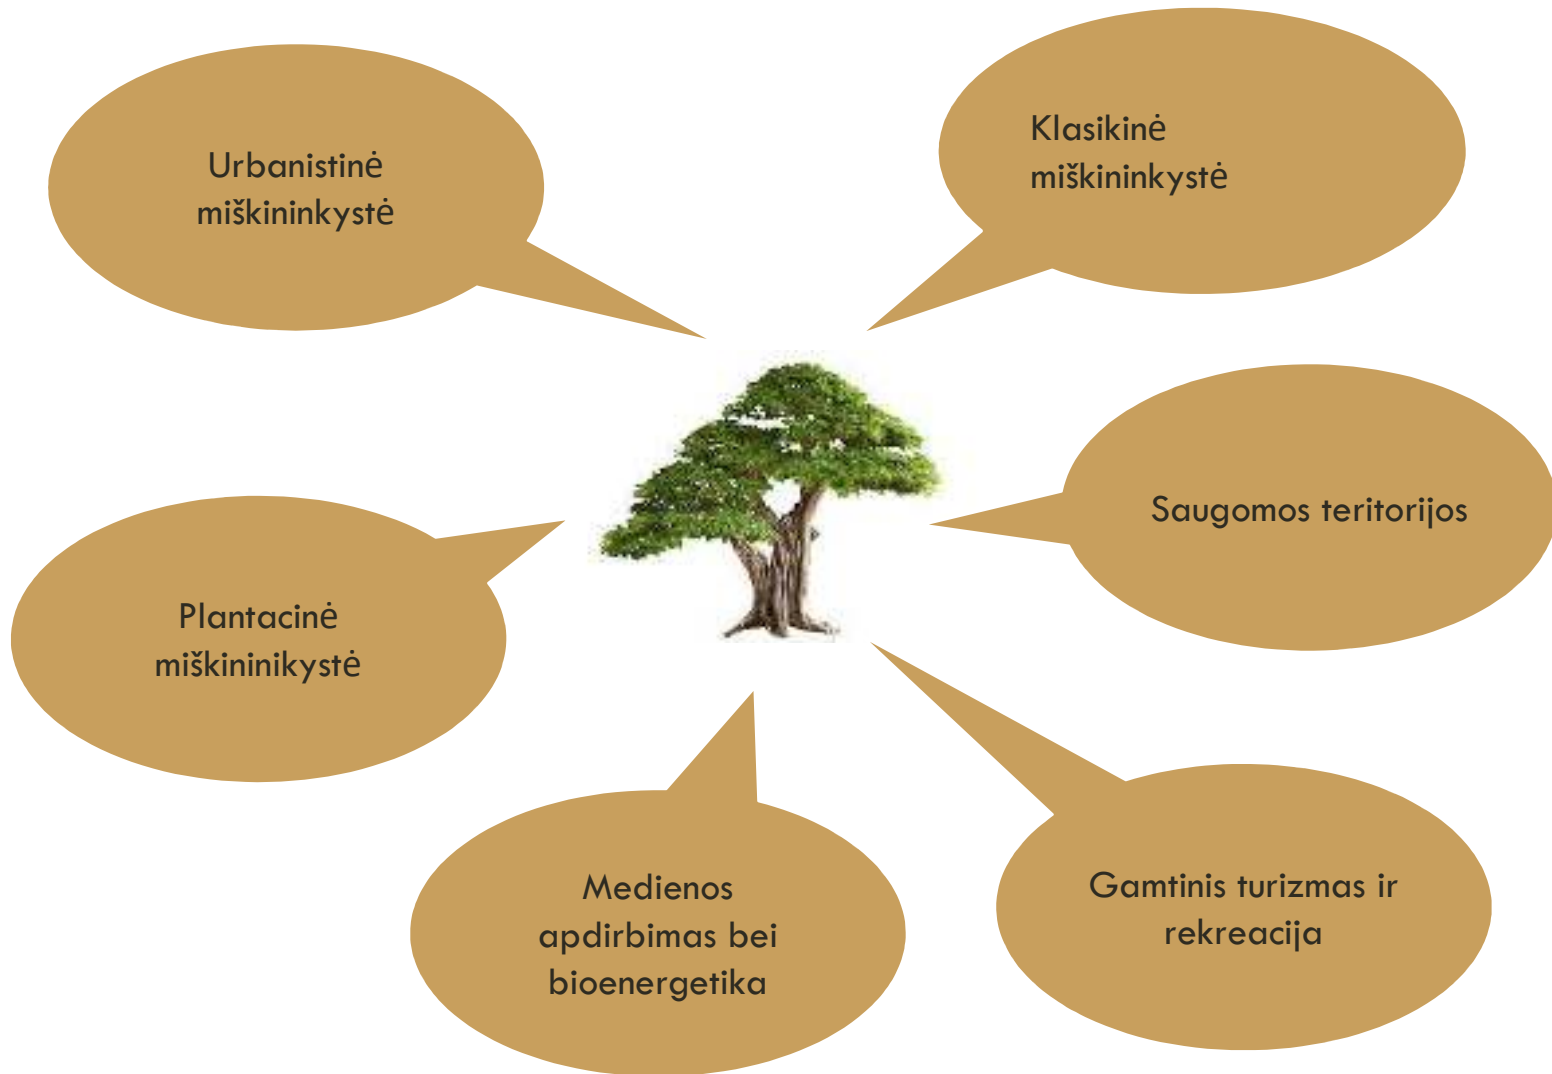 Urbanistinė
miškininkystė
Klasikinė
miškininkystė
Saugomos teritorijos
Plantacinė
miškininikystė
Medienos
apdirbimas bei
bioenergetika
Gamtinis turizmas ir
rekreacija